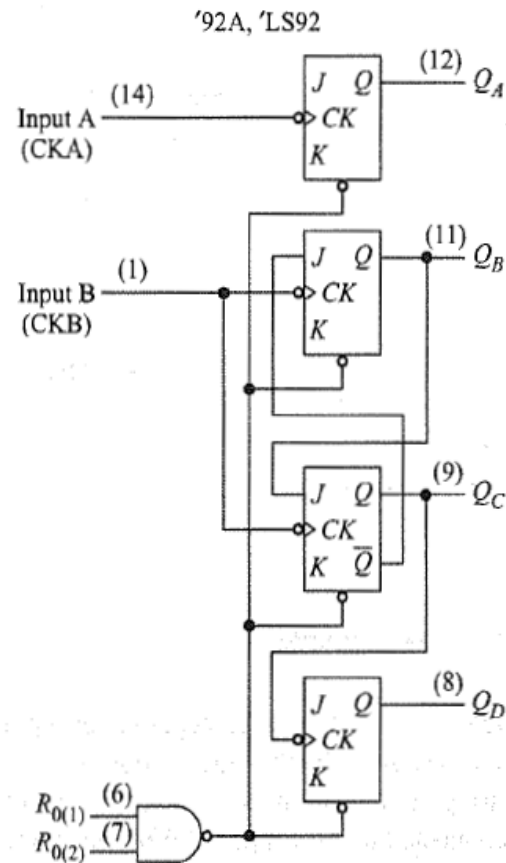 '92A, 'LS92
(12)
J Q Q_A
(14)
Input A CK
(CKA)
K
(11)
J Q Q_B
(1)
Input B CK
(CKB)
K
(9)
J Q Q_C
CK
K Q̅
(8)
J Q Q_D
CK
K
R_0(1) (6)
R_0(2) (7)